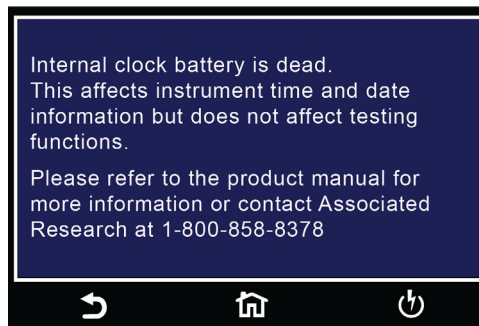 Internal clock battery is dead.
This affects instrument time and date
information but does not affect testing
functions.
Please refer to the product manual for
more information or contact Associated
Research at 1-800-858-8378